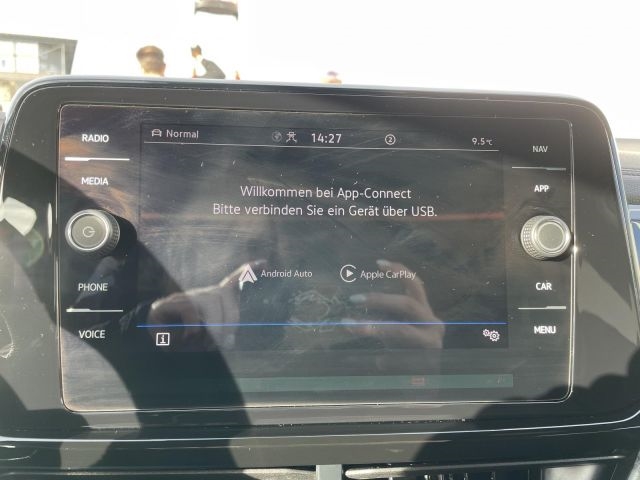 RADIO
MEDIA
PHONE
VOICE
Normal
14:27
2
9.5°C
Willkommen bei App-Connect
Bitte verbinden Sie ein Gerät über USB.
Android Auto
Apple CarPlay
i
NAV
APP
CAR
MENU